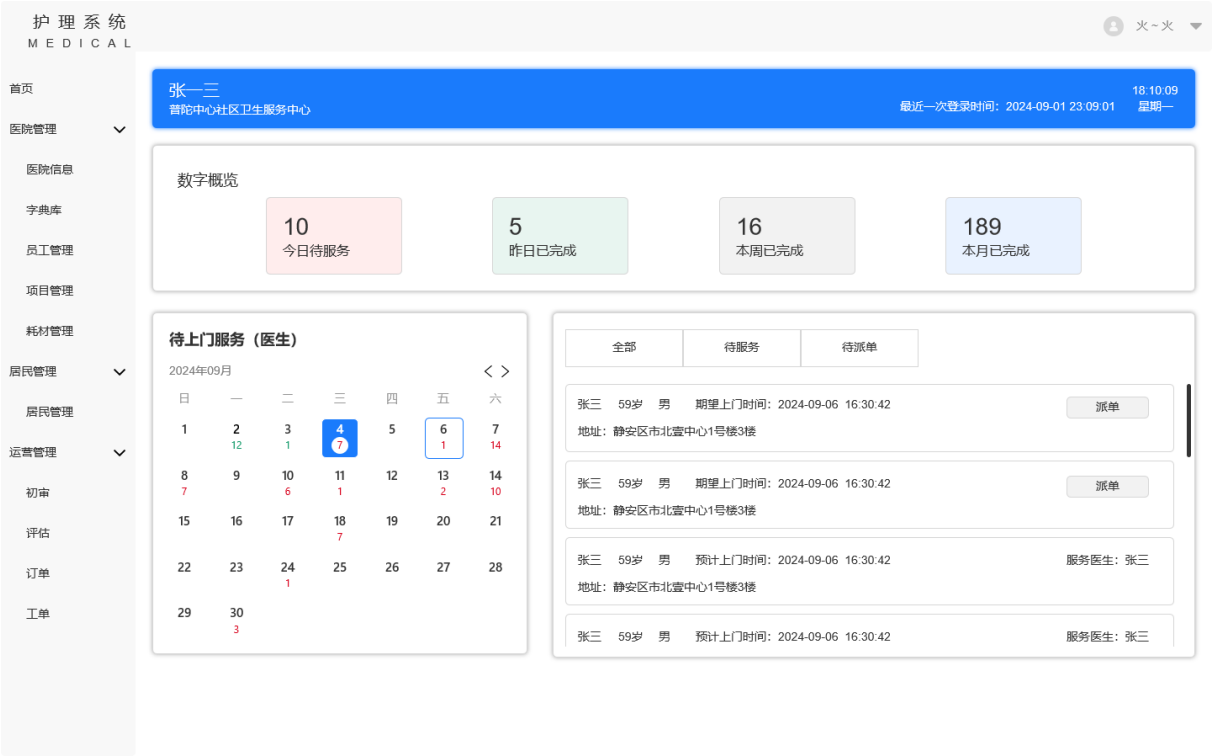 护理系统
MEDICAL
火~火
首页
医院管理
医院信息
字典库
员工管理
项目管理
耗材管理
居民管理
居民管理
运营管理
初审
评估
订单
工单
张一三
普陀中心社区卫生服务中心
18:10:09
最近一次登录时间：2024-09-01 23:09:01 星期一
数字概览
10
今日待服务
5
昨日已完成
16
本周已完成
189
本月已完成
待上门服务（医生）
2024年09月
日 一 二 三 四 五 六
1 2 3 4 5 6 7
12 1 7 1 14
8 9 10 11 12 13 14
7 6 1 2 10
15 16 17 18 19 20 21
7
22 23 24 25 26 27 28
1
29 30
3
全部 待服务 待派单
张三 59岁 男 期望上门时间：2024-09-06 16:30:42 派单
地址：静安区市北壹中心1号楼3楼
张三 59岁 男 期望上门时间：2024-09-06 16:30:42 派单
地址：静安区市北壹中心1号楼3楼
张三 59岁 男 预计上门时间：2024-09-06 16:30:42 服务医生：张三
地址：静安区市北壹中心1号楼3楼
张三 59岁 男 预计上门时间：2024-09-06 16:30:42 服务医生：张三